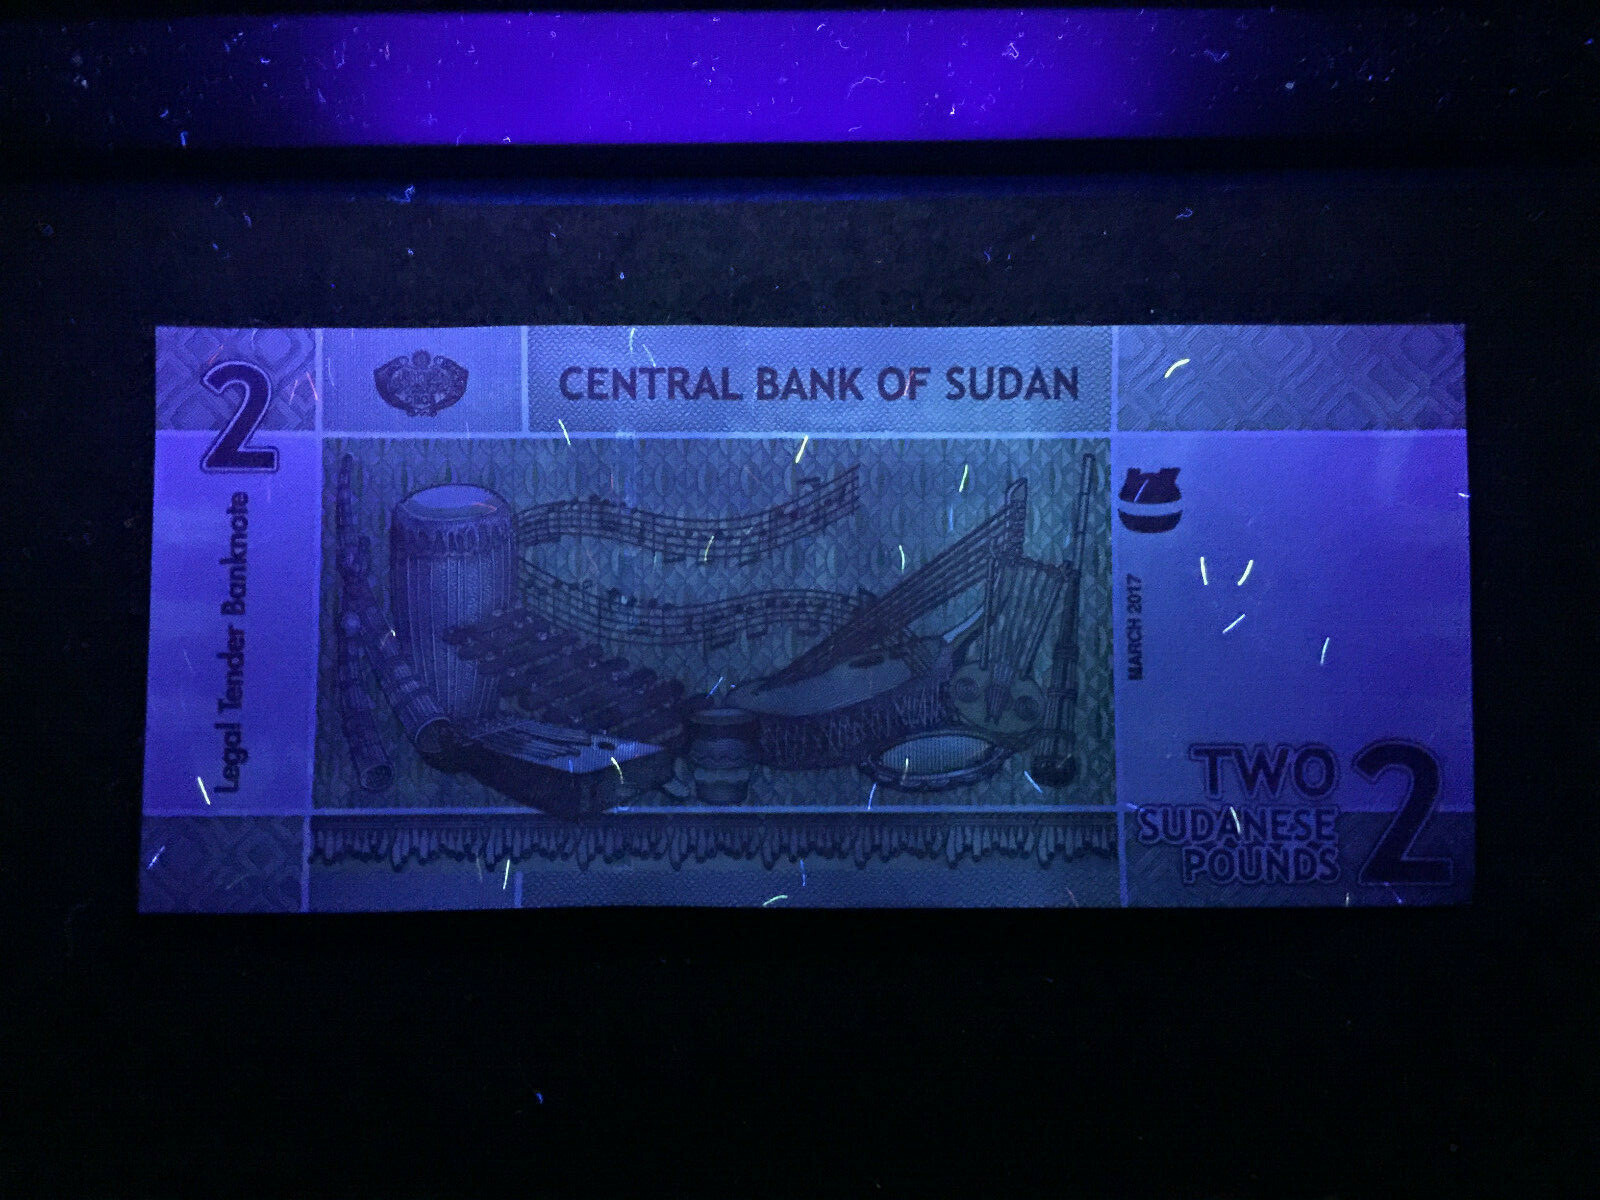 2
CENTRAL BANK OF SUDAN
Legal Tender Banknote
MARCH 2017
TWO
SUDANESE
POUNDS
2